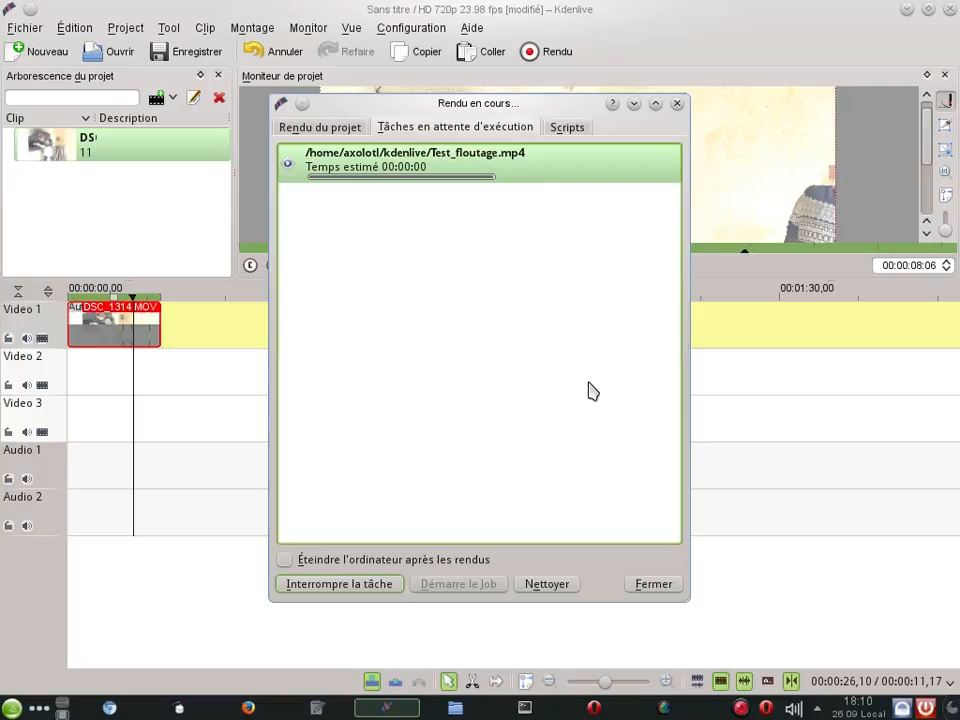 Sans titre / HD 720p 23.98 fps [modifié] – Kdenlive
Fichier Édition Project Tool Clip Montage Monitor Vue Configuration Aide
Nouveau Ouvrir Enregistrer Annuler Refaire Copier Coller Rendu
Arborescence du projet
Moniteur de projet
Clip Description
DS
11
Rendu en cours...
Rendu du projet Tâches en attente d'exécution Scripts
/home/axolotl/kdenlive/Test_floutage.mp4
Temps estimé 00:00:00
00:00:08:06
00:00:00,00
00:01:30,00
Video 1
DSC_1314.MOV
Video 2
Video 3
Audio 1
Audio 2
Éteindre l'ordinateur après les rendus
Interrompre la tâche Démarre le Job Nettoyer Fermer
00:00:26,10 / 00:00:11,17
18:10
26 09 Local